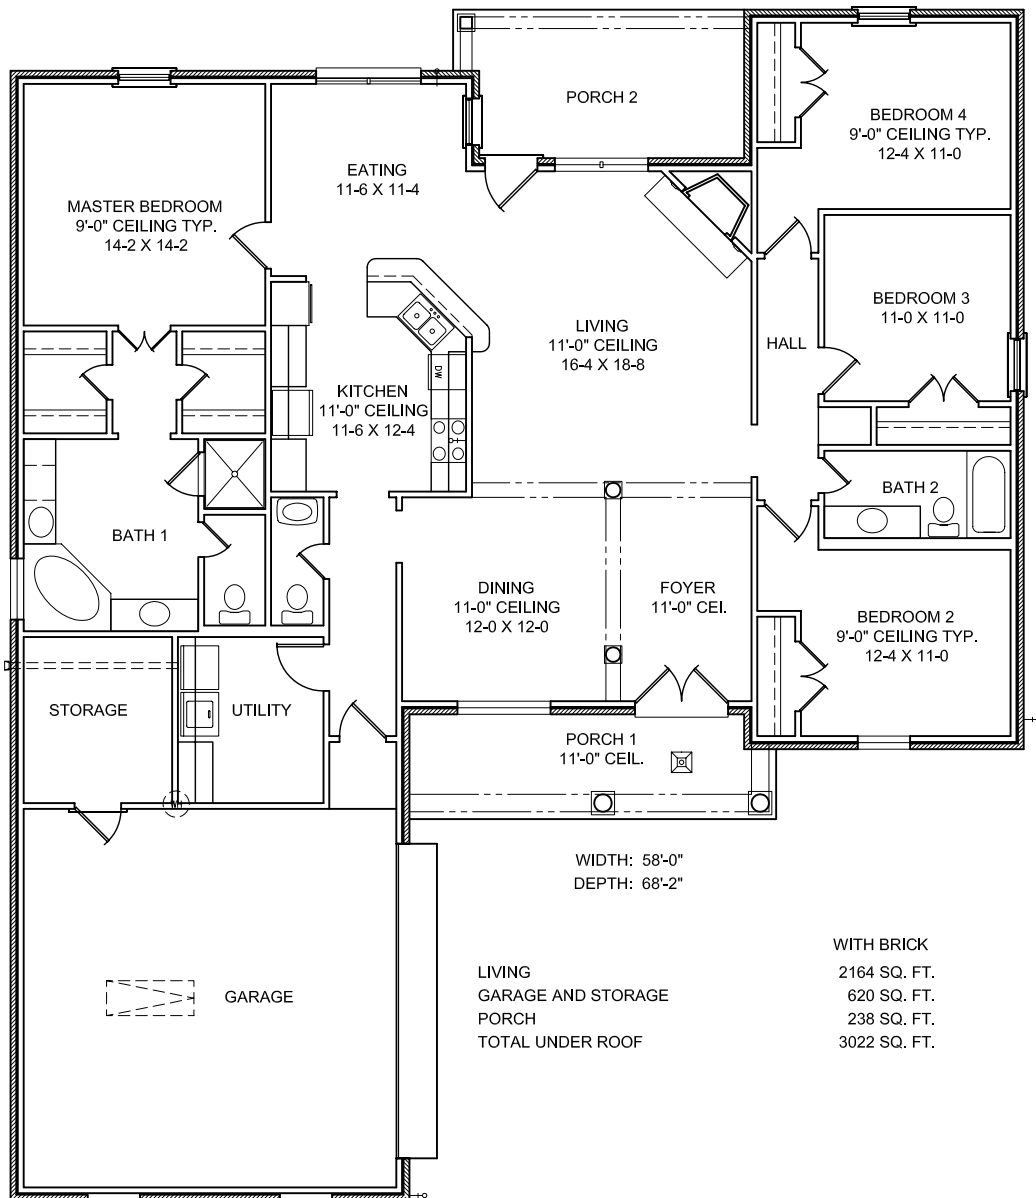 PORCH 2
BEDROOM 4
9'-0" CEILING TYP.
12-4 X 11-0
EATING
11-6 X 11-4
MASTER BEDROOM
9'-0" CEILING TYP.
14-2 X 14-2
BEDROOM 3
11-0 X 11-0
LIVING
11'-0" CEILING
16-4 X 18-8
HALL
DW
KITCHEN
11'-0" CEILING
11-6 X 12-4
BATH 2
BATH 1
DINING
11-0" CEILING
12-0 X 12-0
FOYER
11'-0" CEI.
BEDROOM 2
9'-0" CEILING TYP.
12-4 X 11-0
STORAGE
UTILITY
PORCH 1
11'-0" CEIL.
WIDTH: 58'-0"
DEPTH: 68'-2"
WITH BRICK
LIVING 2164 SQ. FT.
GARAGE AND STORAGE 620 SQ. FT.
PORCH 238 SQ. FT.
TOTAL UNDER ROOF 3022 SQ. FT.
GARAGE